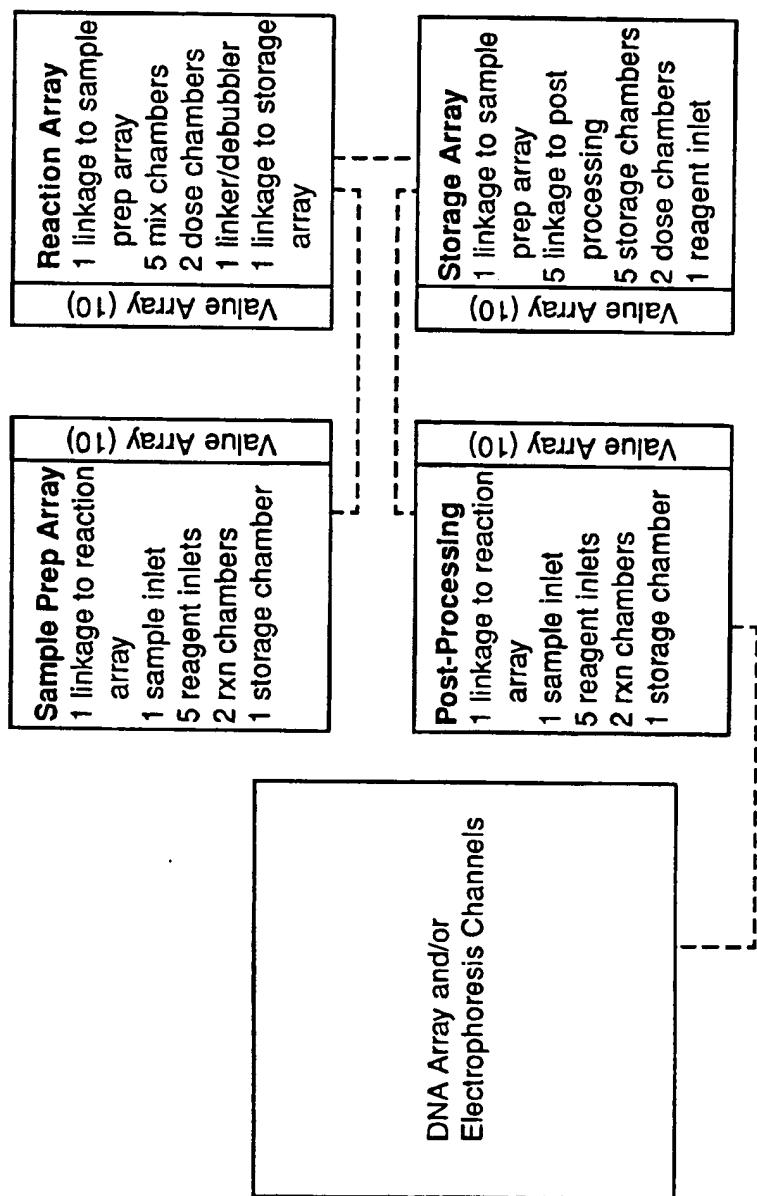 Sample Prep Array
1 linkage to reaction
array
1 sample inlet
5 reagent inlets
2 rxn chambers
1 storage chamber
Value Array (10)
Reaction Array
1 linkage to sample
prep array
5 mix chambers
2 dose chambers
1 linker/debubbler
1 linkage to storage
array
Value Array (10)
DNA Array and/or
Electrophoresis Channels
Post-Processing
1 linkage to reaction
array
1 sample inlet
5 reagent inlets
2 rxn chambers
1 storage chamber
Value Array (10)
Storage Array
1 linkage to sample
prep array
5 linkage to post
processing
5 storage chambers
2 dose chambers
1 reagent inlet
Value Array (10)